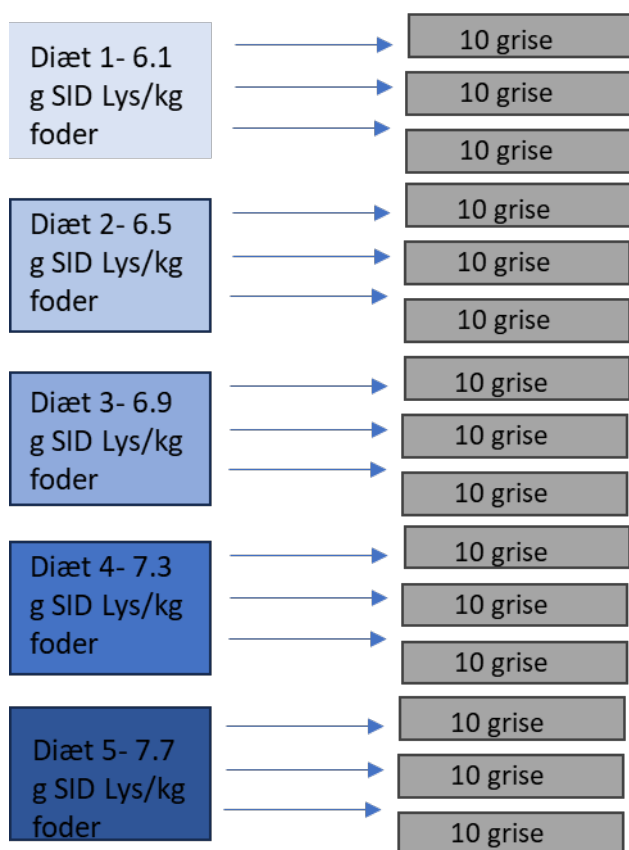 Diæt 1- 6.1
g SID Lys/kg
foder
10 grise
10 grise
10 grise
Diæt 2- 6.5
g SID Lys/kg
foder
10 grise
10 grise
10 grise
Diæt 3- 6.9
g SID Lys/kg
foder
10 grise
10 grise
10 grise
Diæt 4- 7.3
g SID Lys/kg
foder
10 grise
10 grise
10 grise
Diæt 5- 7.7
g SID Lys/kg
foder
10 grise
10 grise
10 grise